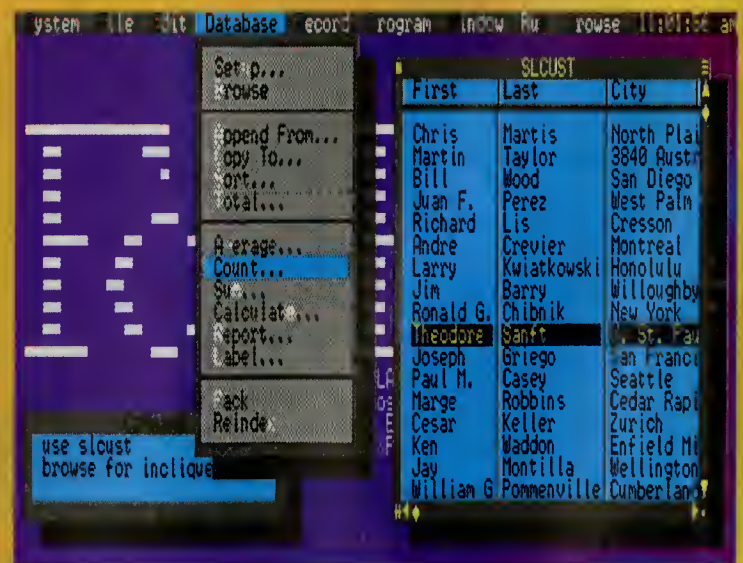 ystem ile dit Database ecord rogram indow Ru rowse 11:01: am
Set p...
rowse
ppend From...
opy To...
ort...
otal...
A erage...
Count...
Su ...
Calculat ...
eport...
abel...
ack
Reinde
use slcust
browse for inclique
SLCUST
First Last City
Chris Martis North Plai
Martin Taylor 3840 Austr
Bill Wood San Diego
Juan F. Perez West Palm
Richard Lis Cresson
Andre Crevier Montreal
Larry Kwiatkowski Honolulu
Jim Barry Willoughby
Ronald G. Chibnik New York
Theodore Sanft . St. Pau
Joseph Griego San Franci
Paul M. Casey Seattle
Marge Robbins Cedar Rapi
Cesar Keller Zurich
Ken Waddon Enfield Mi
Jay Montilla Wellington
William G Pommenville Cumberland